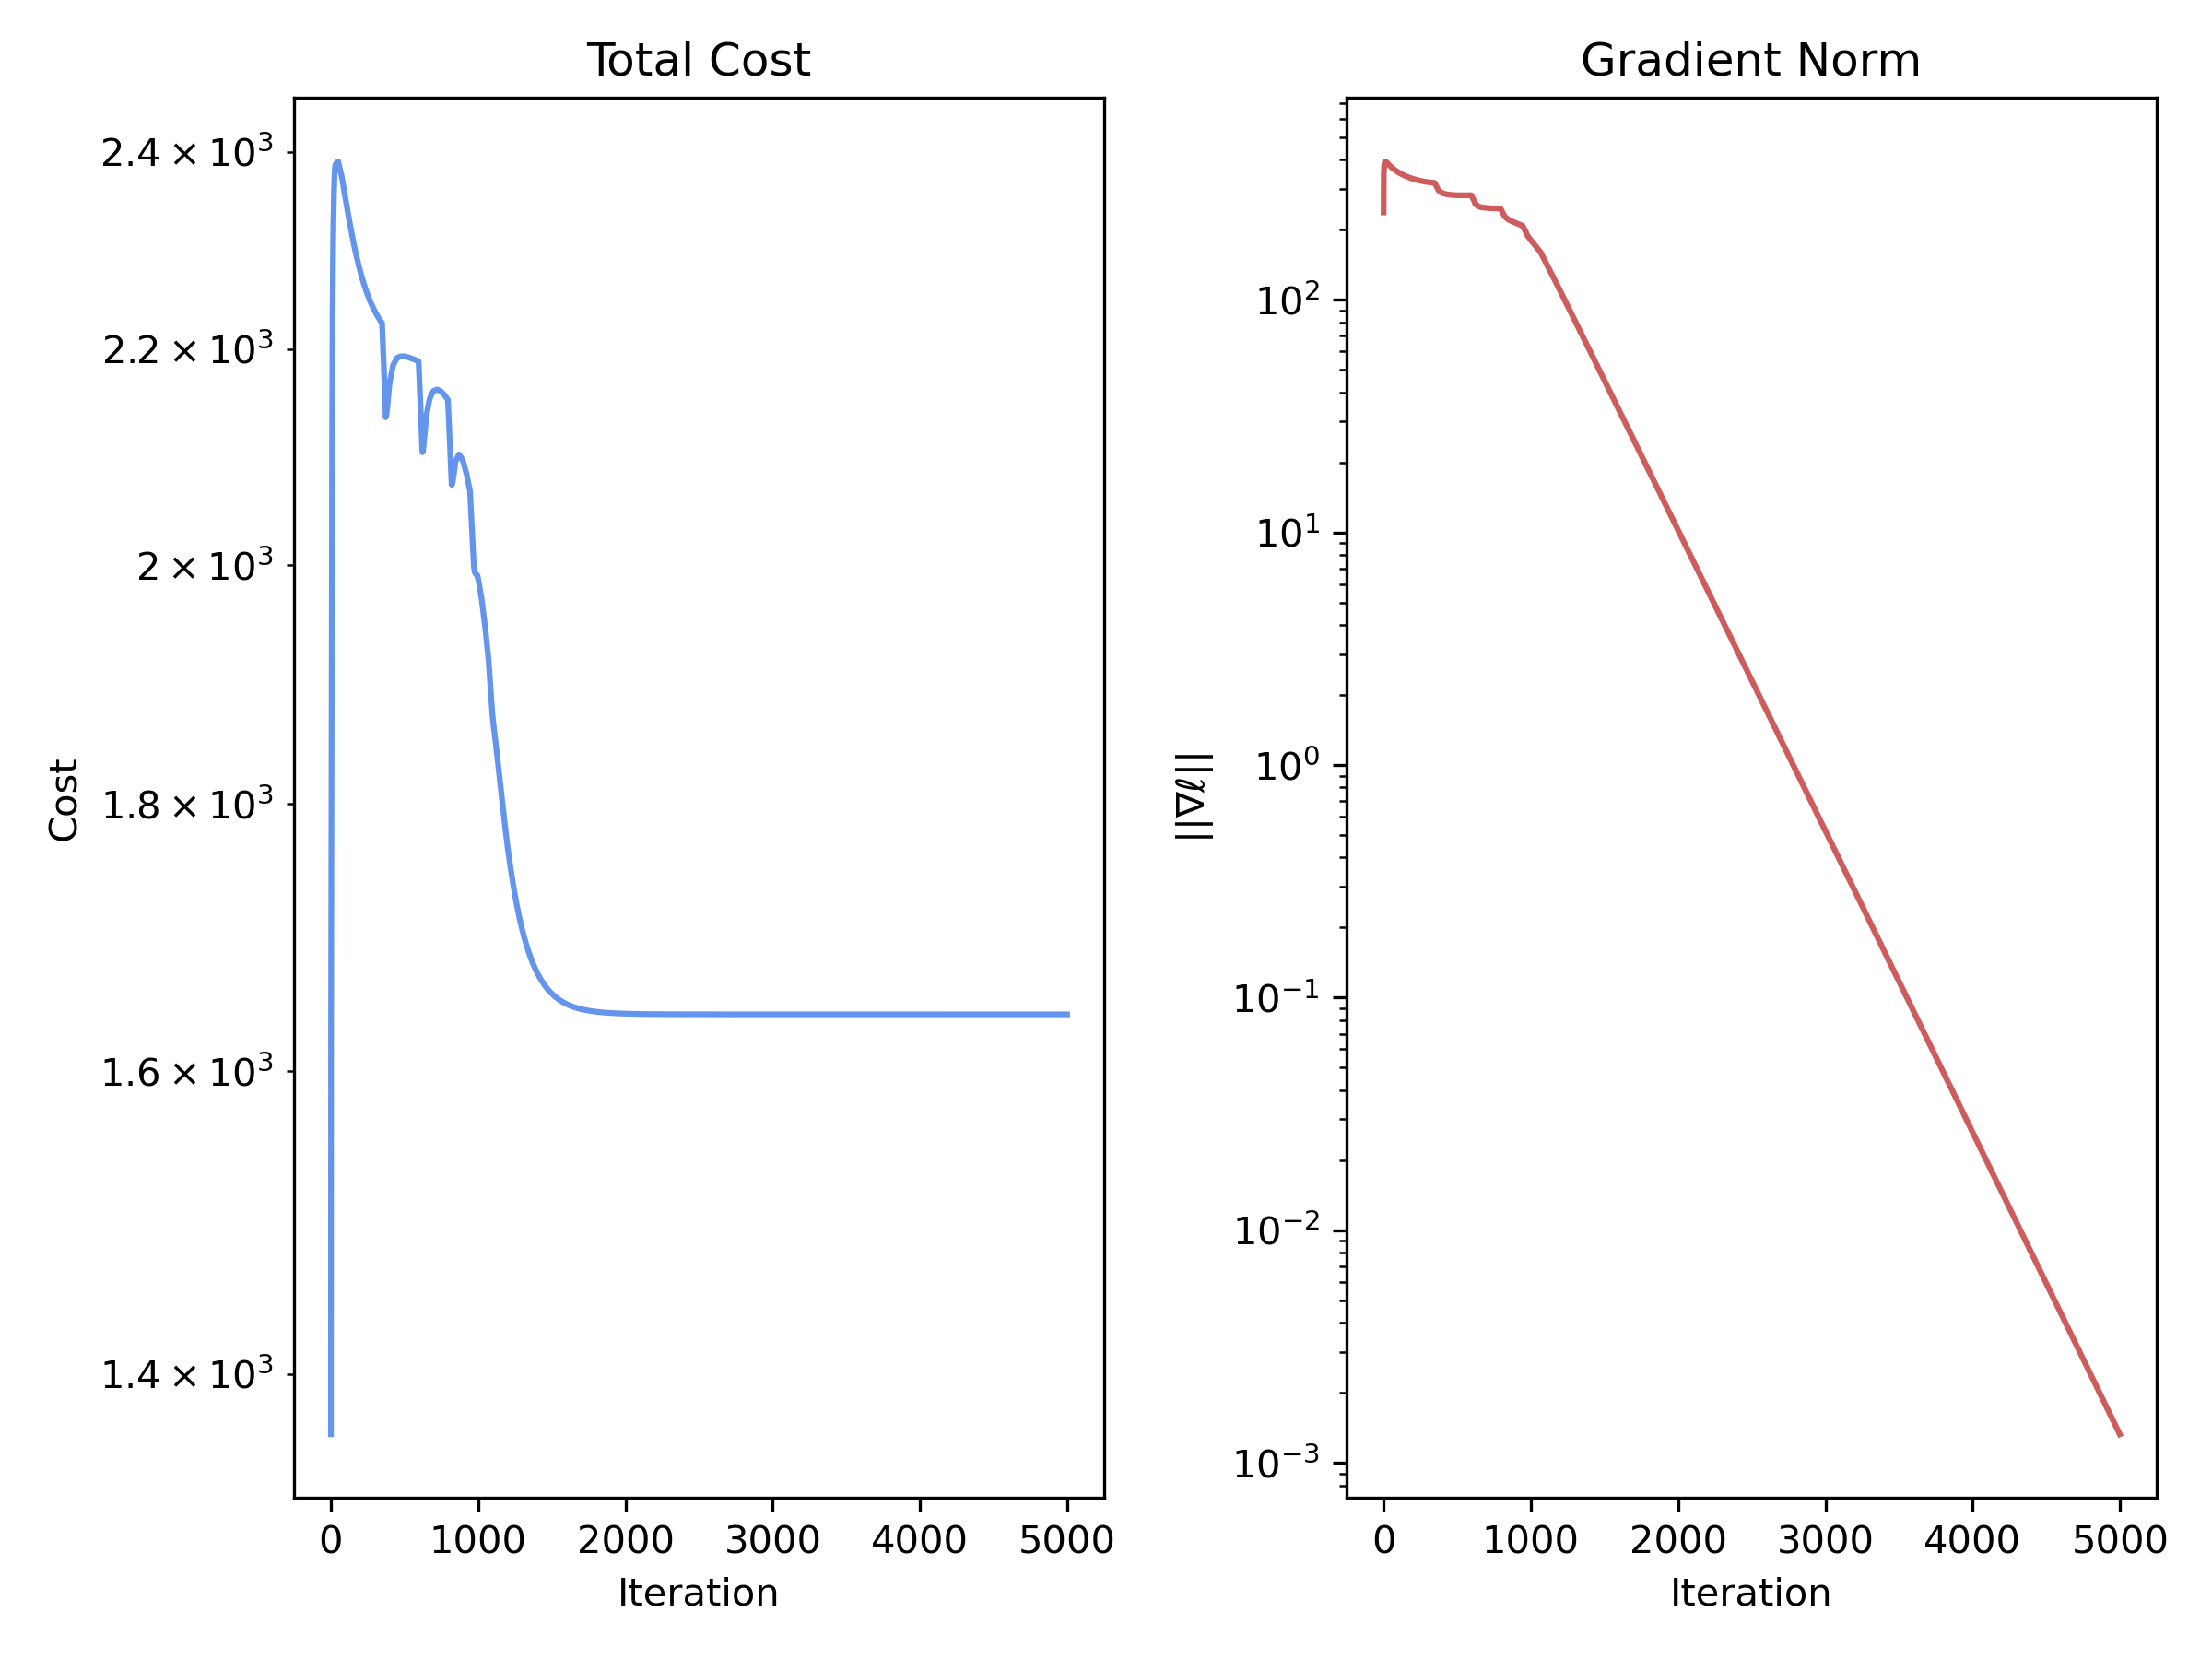 Total Cost
Cost
2.4 × 10³
2.2 × 10³
2 × 10³
1.8 × 10³
1.6 × 10³
1.4 × 10³
0 1000 2000 3000 4000 5000
Iteration
Gradient Norm
||∇ℓ||
10²
10¹
10⁰
10⁻¹
10⁻²
10⁻³
0 1000 2000 3000 4000 5000
Iteration